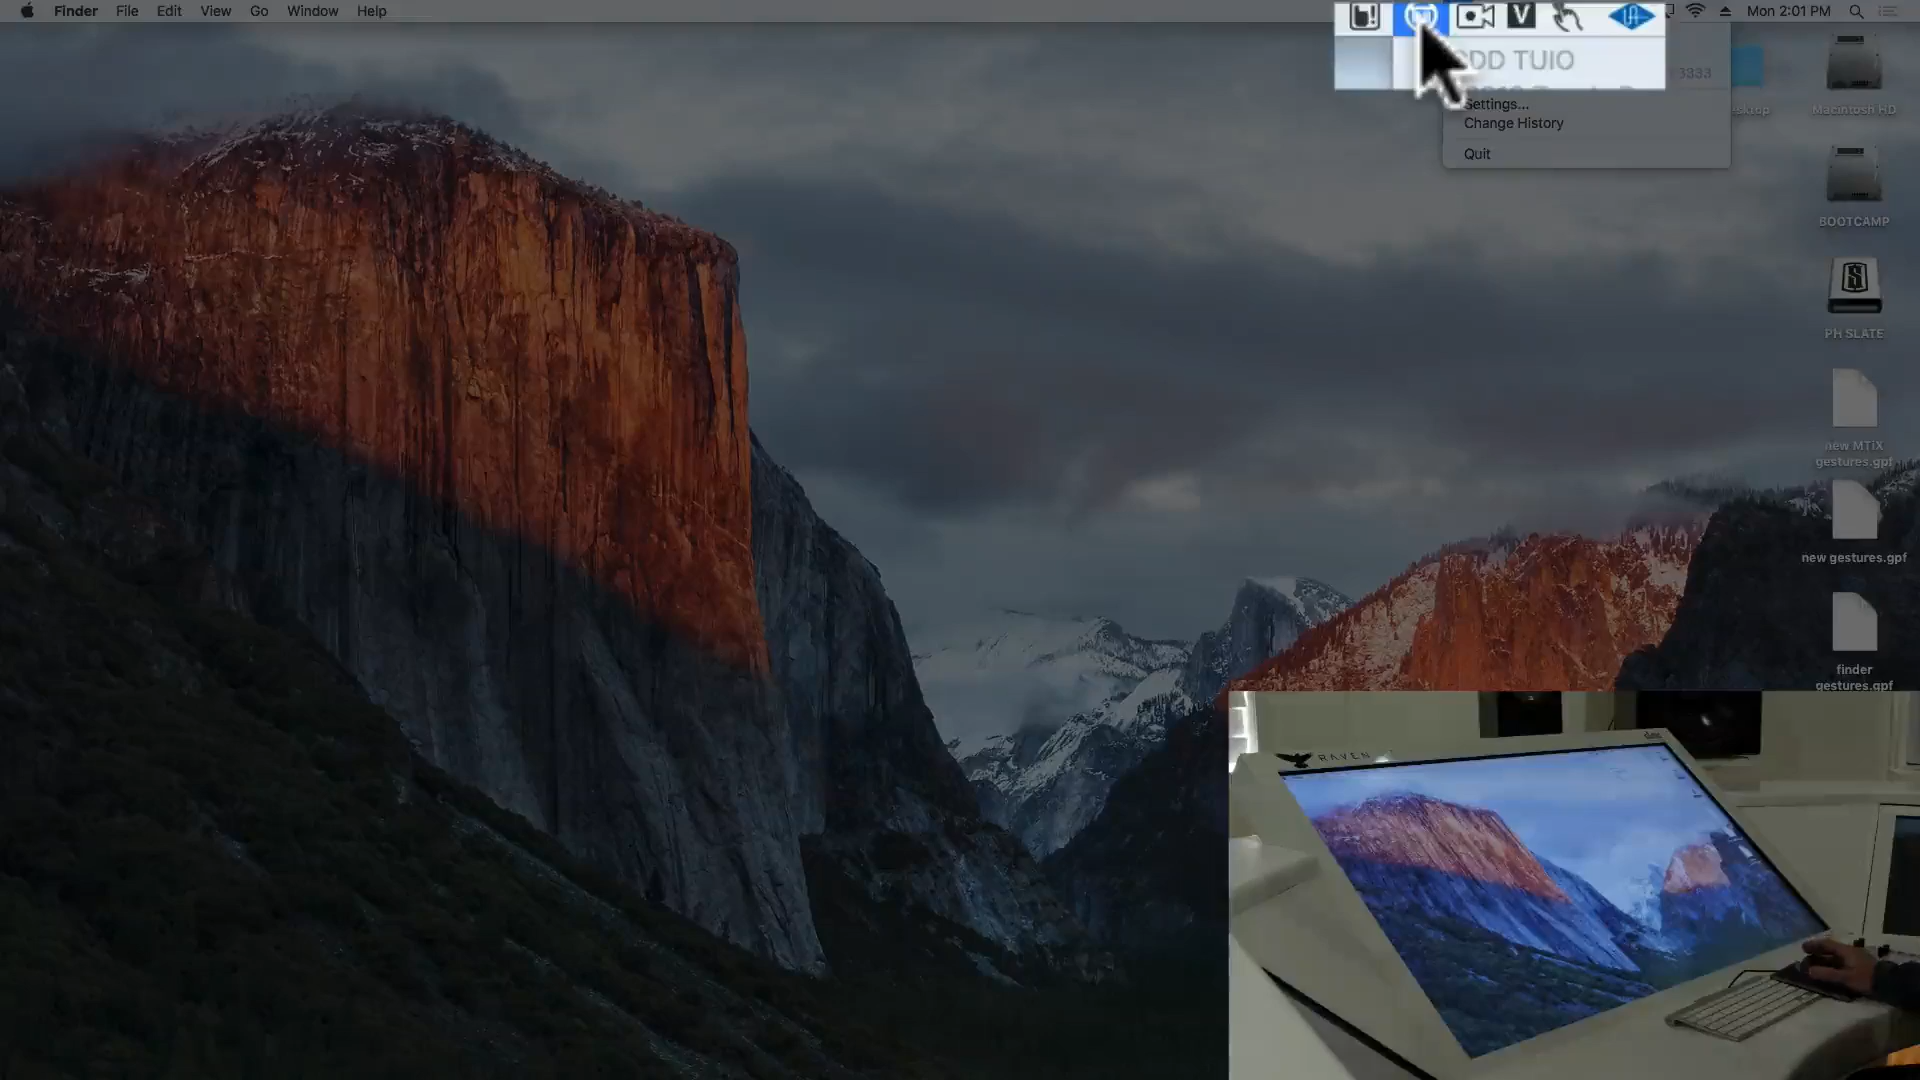 Finder File Edit View Go Window Help
Mon 2:01 PM
DD TUIO
3333
Settings...
Change History
Quit
Macintosh HD
BOOTCAMP
PH SLATE
new MTiX
gestures.gpf
new gestures.gpf
finder
gestures.gpf
RAVEN